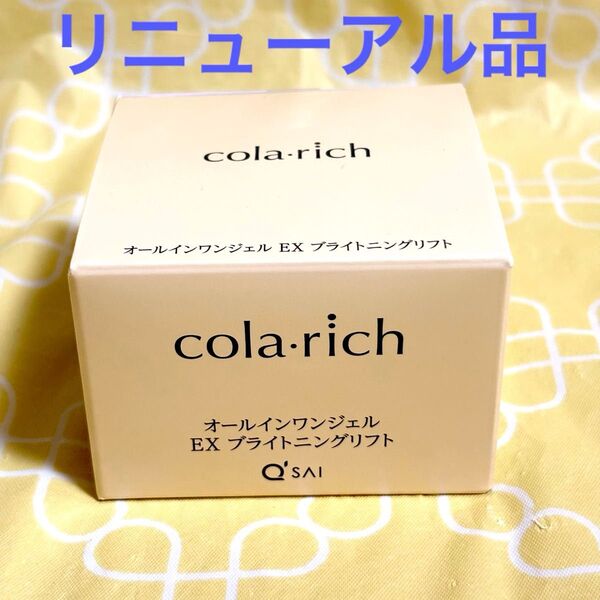 リニューアル品
cola·rich
オールインワンジェル EX ブライトニングリフト
cola·rich
オールインワンジェル
EX ブライトニングリフト
Q'SAI